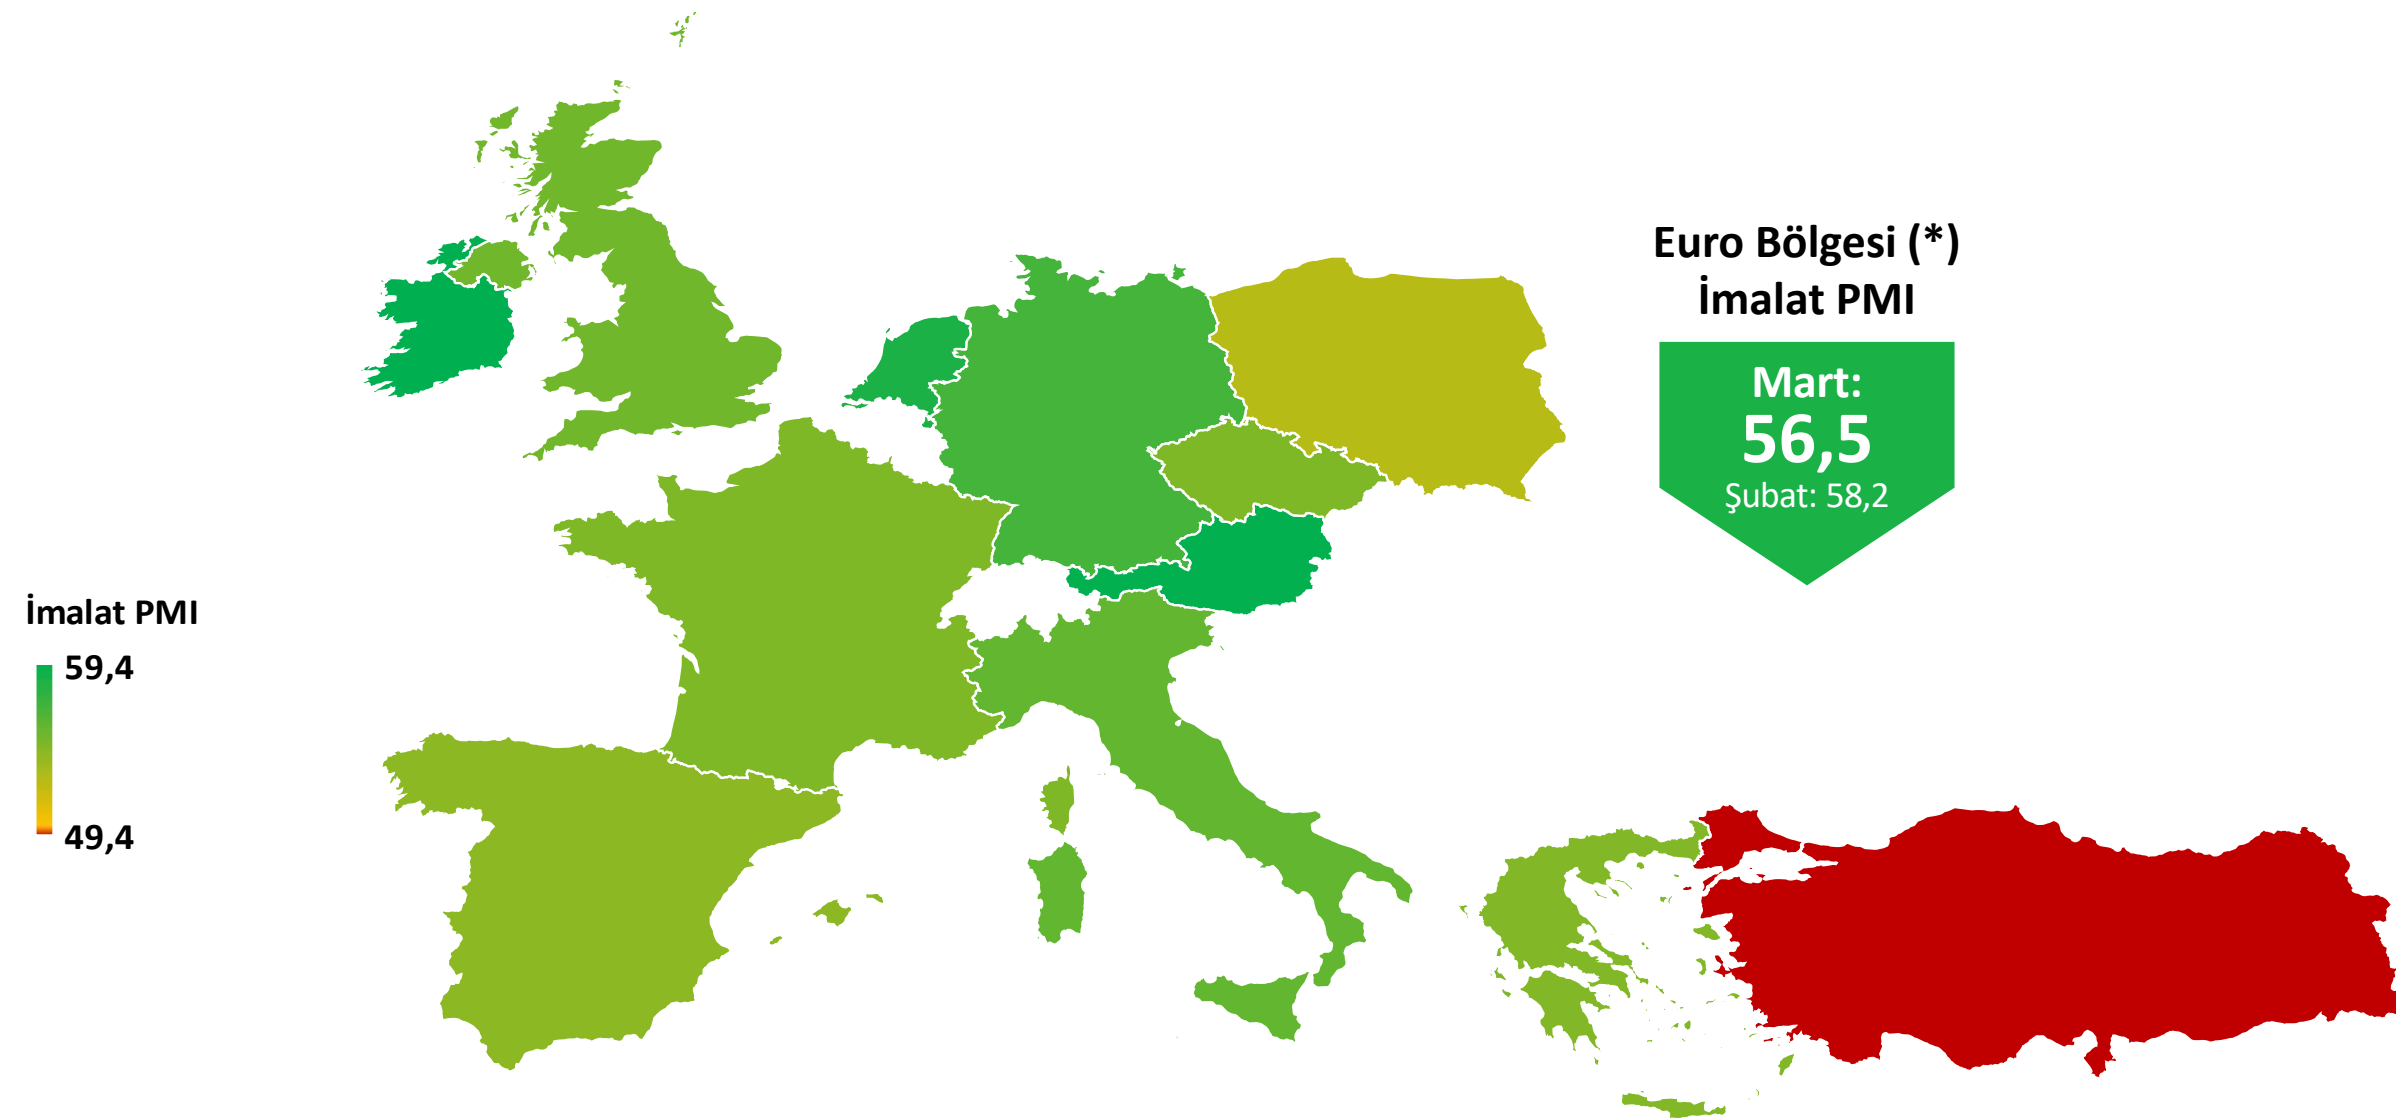 Euro Bölgesi (*)
İmalat PMI
Mart:
56,5
Şubat: 58,2
İmalat PMI
59,4
49,4